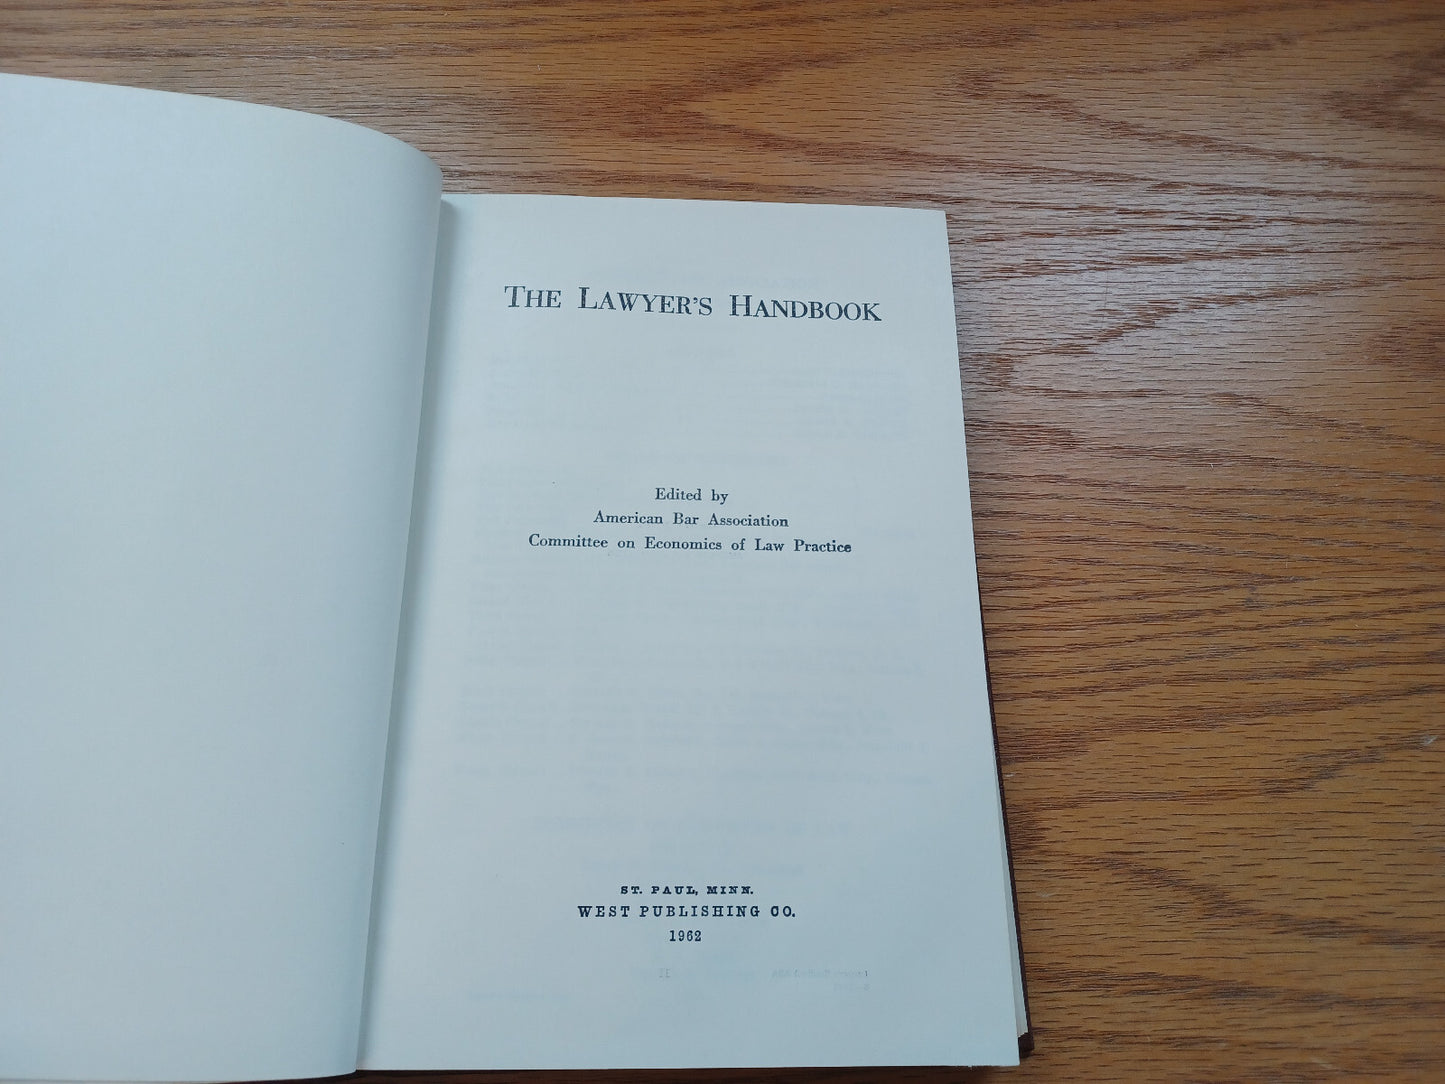 THE LAWYER'S HANDBOOK
Edited by
American Bar Association
Committee on Economics of Law Practice
ST. PAUL, MINN.
WEST PUBLISHING CO.
1962